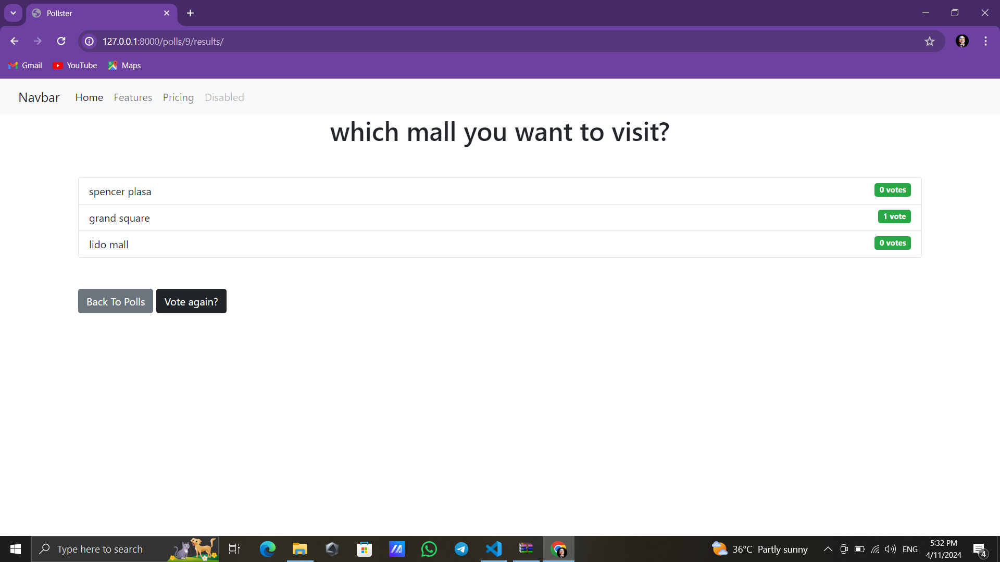 Pollster
127.0.0.1:8000/polls/9/results/
Gmail YouTube Maps
Navbar Home Features Pricing Disabled
which mall you want to visit?
spencer plasa 0 votes
grand square 1 vote
lido mall 0 votes
Back To Polls Vote again?
Type here to search 36°C Partly sunny ENG 5:32 PM
4/11/2024 4